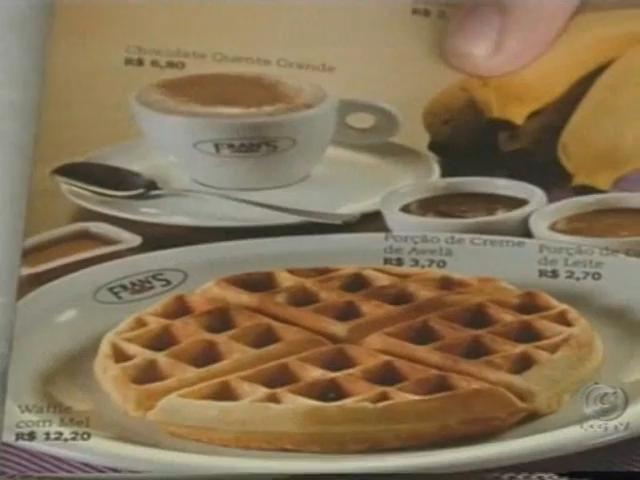 R$ 2,
Chocolate Quente Grande
R$ 6,80
FRAN'S
Porção de Creme
de Avelã
R$ 3,70
Porção de
de Leite
R$ 2,70
FRAN'S
Waffle
com Mel
R$ 12,20